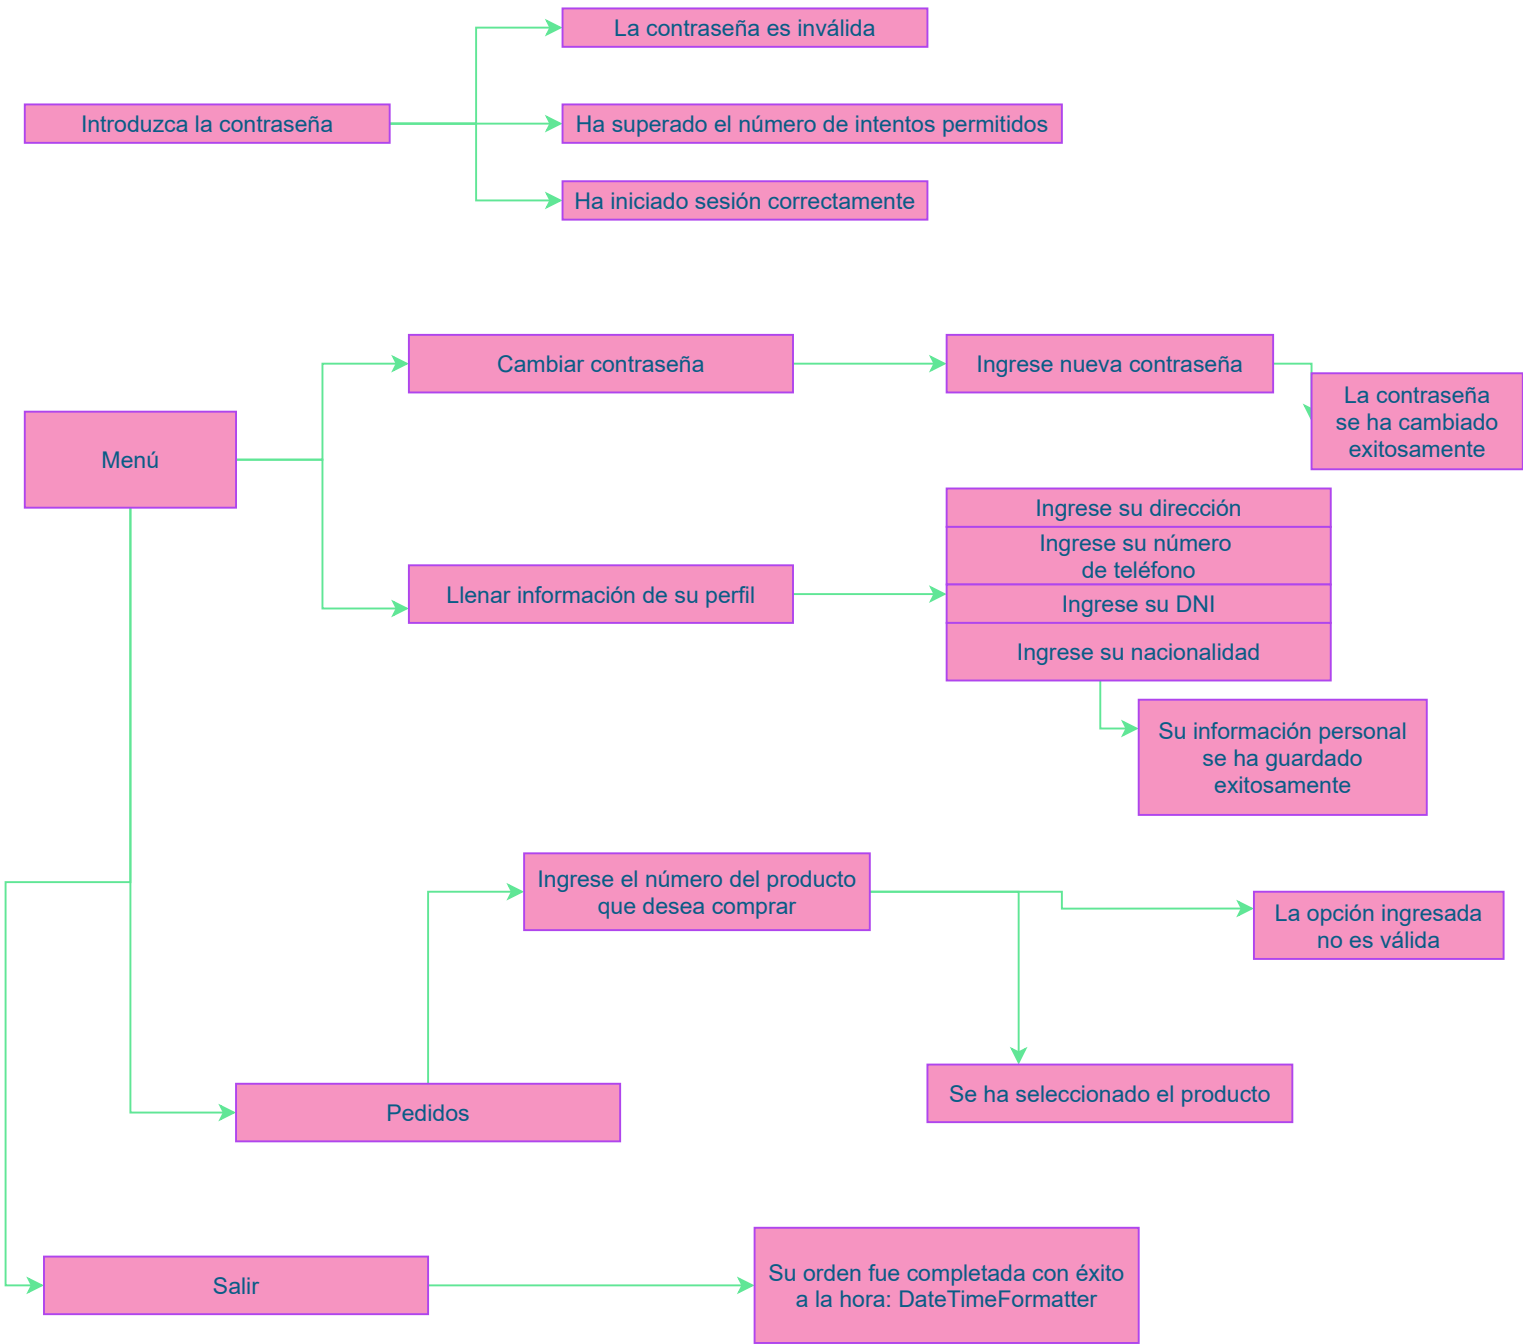 La contraseña es inválida
Introduzca la contraseña
Ha superado el número de intentos permitidos
Ha iniciado sesión correctamente
Menú
Cambiar contraseña
Ingrese nueva contraseña
La contraseña
se ha cambiado
exitosamente
Llenar información de su perfil
Ingrese su dirección
Ingrese su número
de teléfono
Ingrese su DNI
Ingrese su nacionalidad
Su información personal
se ha guardado
exitosamente
Ingrese el número del producto
que desea comprar
La opción ingresada
no es válida
Pedidos
Se ha seleccionado el producto
Salir
Su orden fue completada con éxito
a la hora: DateTimeFormatter